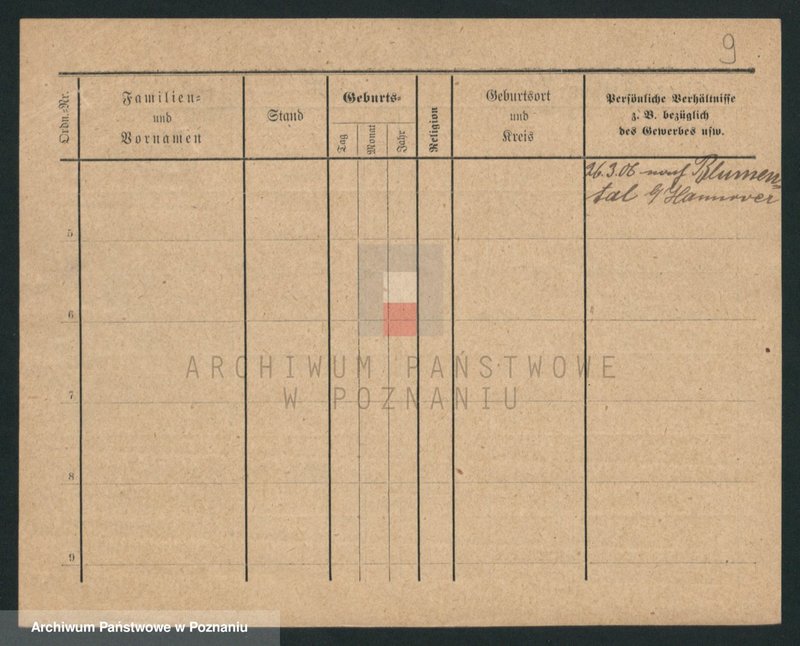 9
Ordn.-Nr.
Familien-
und
Vornamen
Stand
Geburts-
Tag
Monat
Jahr
Religion
Geburtsort
und
Kreis
Persönliche Verhältnisse
z. B. bezüglich
des Gewerbes usw.
26.3.06 nach Blumen-
tal b/Hannover
5
6
7
8
9
ARCHIWUM PAŃSTWOWE
W POZNANIU
Archiwum Państwowe w Poznaniu